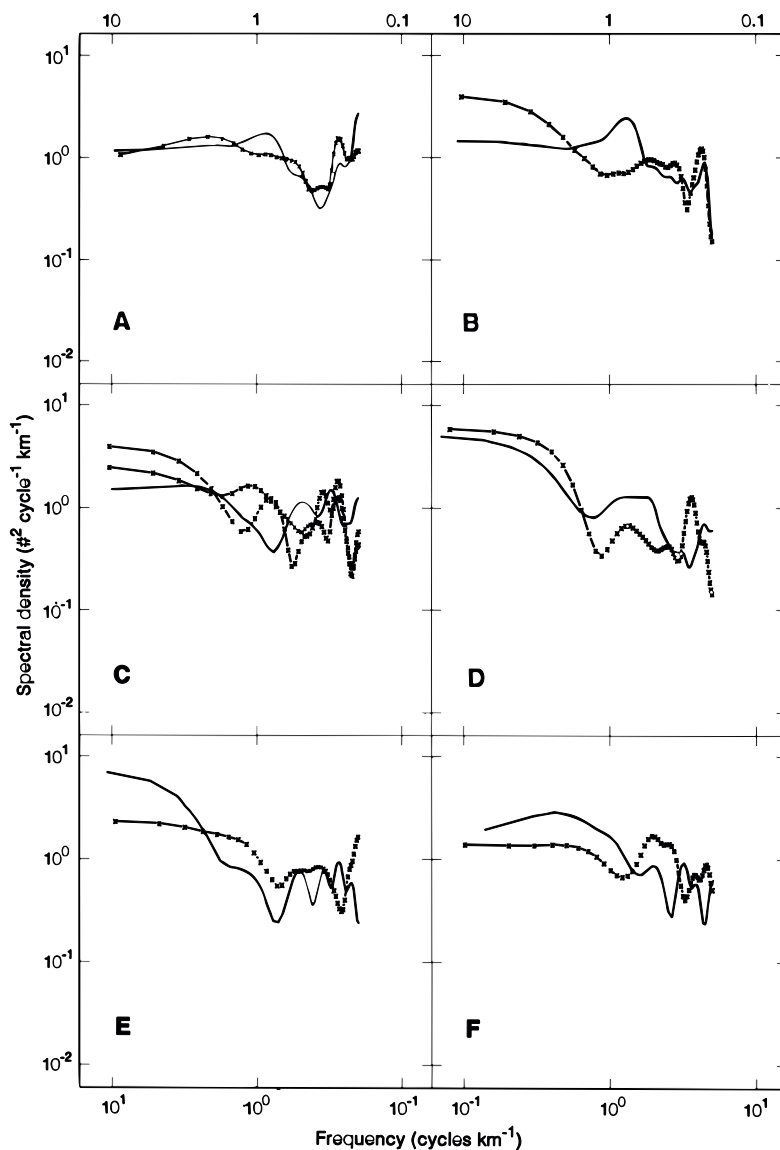 10 1 0.1 10 1 0.1
10¹
10⁰
10⁻¹
A B
10⁻²
10¹
10⁰
10⁻¹
C D
10⁻²
10¹
10⁰
10⁻¹
E F
10⁻²
Spectral density (#² cycle⁻¹ km⁻¹)
10¹ 10⁰ 10⁻¹ 10⁻¹ 10⁰ 10¹
Frequency (cycles km⁻¹)